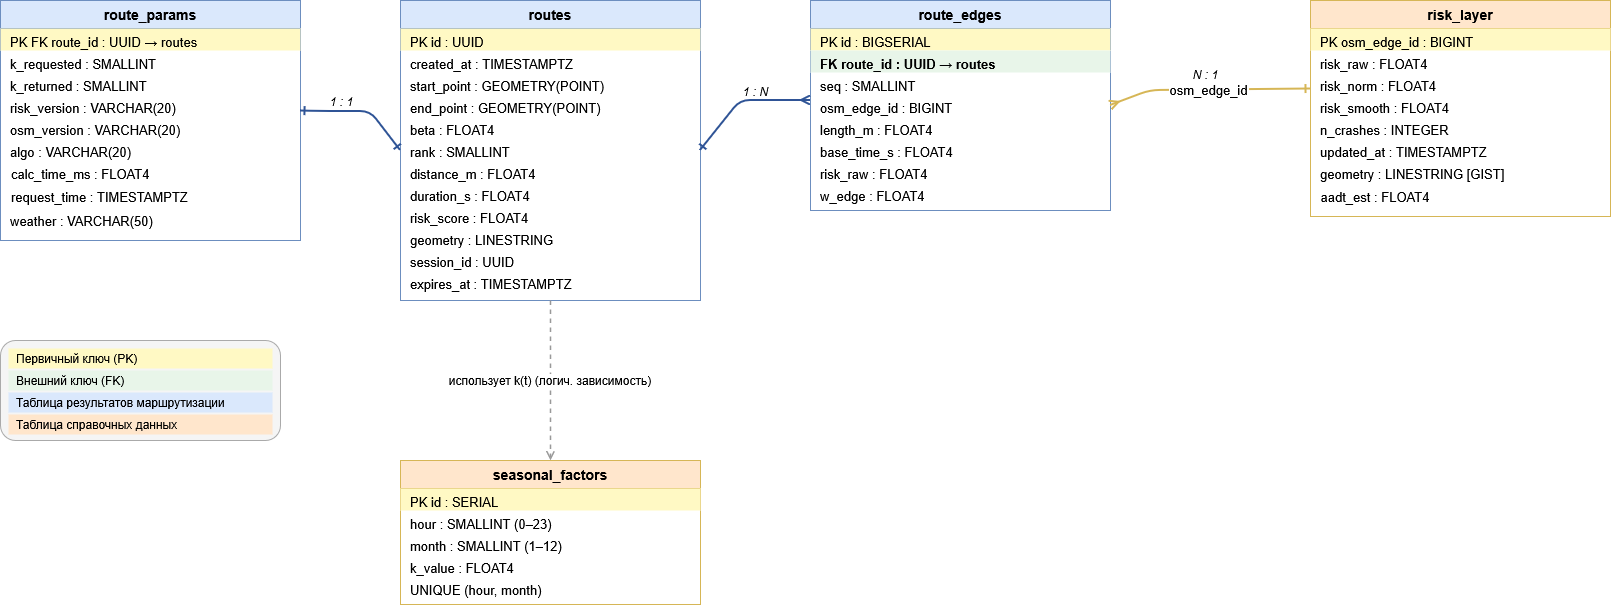 route_params
PK FK route_id : UUID → routes
k_requested : SMALLINT
k_returned : SMALLINT
risk_version : VARCHAR(20)
osm_version : VARCHAR(20)
algo : VARCHAR(20)
calc_time_ms : FLOAT4
request_time : TIMESTAMPTZ
weather : VARCHAR(50)
1 : 1
routes
PK id : UUID
created_at : TIMESTAMPTZ
start_point : GEOMETRY(POINT)
end_point : GEOMETRY(POINT)
beta : FLOAT4
rank : SMALLINT
distance_m : FLOAT4
duration_s : FLOAT4
risk_score : FLOAT4
geometry : LINESTRING
session_id : UUID
expires_at : TIMESTAMPTZ
1 : N
route_edges
PK id : BIGSERIAL
FK route_id : UUID → routes
seq : SMALLINT
osm_edge_id : BIGINT
length_m : FLOAT4
base_time_s : FLOAT4
risk_raw : FLOAT4
w_edge : FLOAT4
N : 1
osm_edge_id
risk_layer
PK osm_edge_id : BIGINT
risk_raw : FLOAT4
risk_norm : FLOAT4
risk_smooth : FLOAT4
n_crashes : INTEGER
updated_at : TIMESTAMPTZ
geometry : LINESTRING [GIST]
aadt_est : FLOAT4
Первичный ключ (PK)
Внешний ключ (FK)
Таблица результатов маршрутизации
Таблица справочных данных
использует k(t) (логич. зависимость)
seasonal_factors
PK id : SERIAL
hour : SMALLINT (0–23)
month : SMALLINT (1–12)
k_value : FLOAT4
UNIQUE (hour, month)